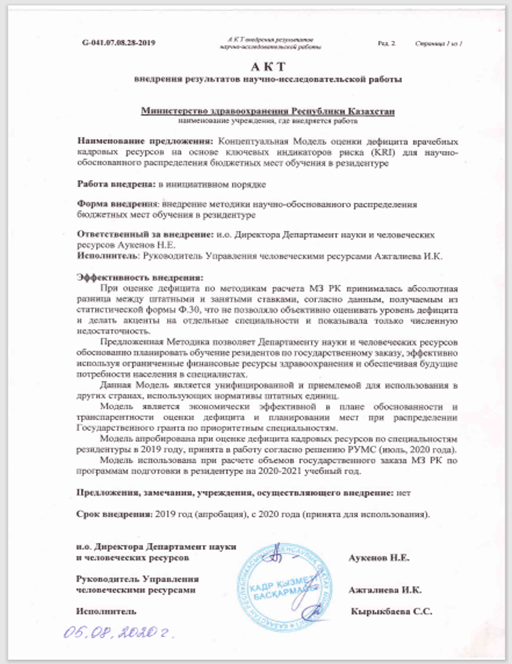 G-041.07.08.28-2019
А К Т внедрения результатов
научно-исследовательской работы
Ред. 2.
Страница 1 из 1
А К Т
внедрения результатов научно-исследовательской работы
Министерство здравоохранения Республики Казахстан
наименование учреждения, где внедряется работа
Наименование предложения: Концептуальная Модель оценки дефицита врачебных
кадровых ресурсов на основе ключевых индикаторов риска (KRI) для научно-
обоснованного распределения бюджетных мест обучения в резидентуре
Работа внедрена: в инициативном порядке
Форма внедрения: внедрение методики научно-обоснованного распределения
бюджетных мест обучения в резидентуре
Ответственный за внедрение: и.о. Директора Департамент науки и человеческих
ресурсов Аукенов Н.Е.
Исполнитель: Руководитель Управления человеческими ресурсами Ажгалиева И.К.
Эффективность внедрения:
При оценке дефицита по методикам расчета МЗ РК принималась абсолютная
разница между штатными и занятыми ставками, согласно данным, получаемым из
статистической формы Ф.30, что не позволяло объективно оценивать уровень дефицита
и делать акценты на отдельные специальности и показывала только численную
недостаточность.
Предложенная Методика позволяет Департаменту науки и человеческих ресурсов
обоснованно планировать обучение резидентов по государственному заказу, эффективно
используя ограниченные финансовые ресурсы здравоохранения и обеспечивая будущие
потребности населения в специалистах.
Данная Модель является унифицированной и приемлемой для использования в
других странах, использующих нормативы штатных единиц.
Модель является экономически эффективной в плане обоснованности и
транспарентности оценки дефицита и планировании мест при распределении
Государственного гранта по приоритетным специальностям.
Модель апробирована при оценке дефицита кадровых ресурсов по специальностям
резидентуры в 2019 году, принята в работу согласно решению РУМС (июль, 2020 года).
Модель использована при расчете объемов государственного заказа МЗ РК по
программам подготовки в резидентуре на 2020-2021 учебный год.
Предложения, замечания, учреждения, осуществляющего внедрение: нет
Срок внедрения: 2019 год (апробация), с 2020 года (принята для использования).
и.о. Директора Департамент науки
и человеческих ресурсов
Аукенов Н.Е.
Руководитель Управления
человеческими ресурсами
Ажгалиева И.К.
Исполнитель
Кырыкбаева С.С.
КАДР ҚЫЗМЕТІ
БАСҚАРМАСЫ
05.08.2020 г.